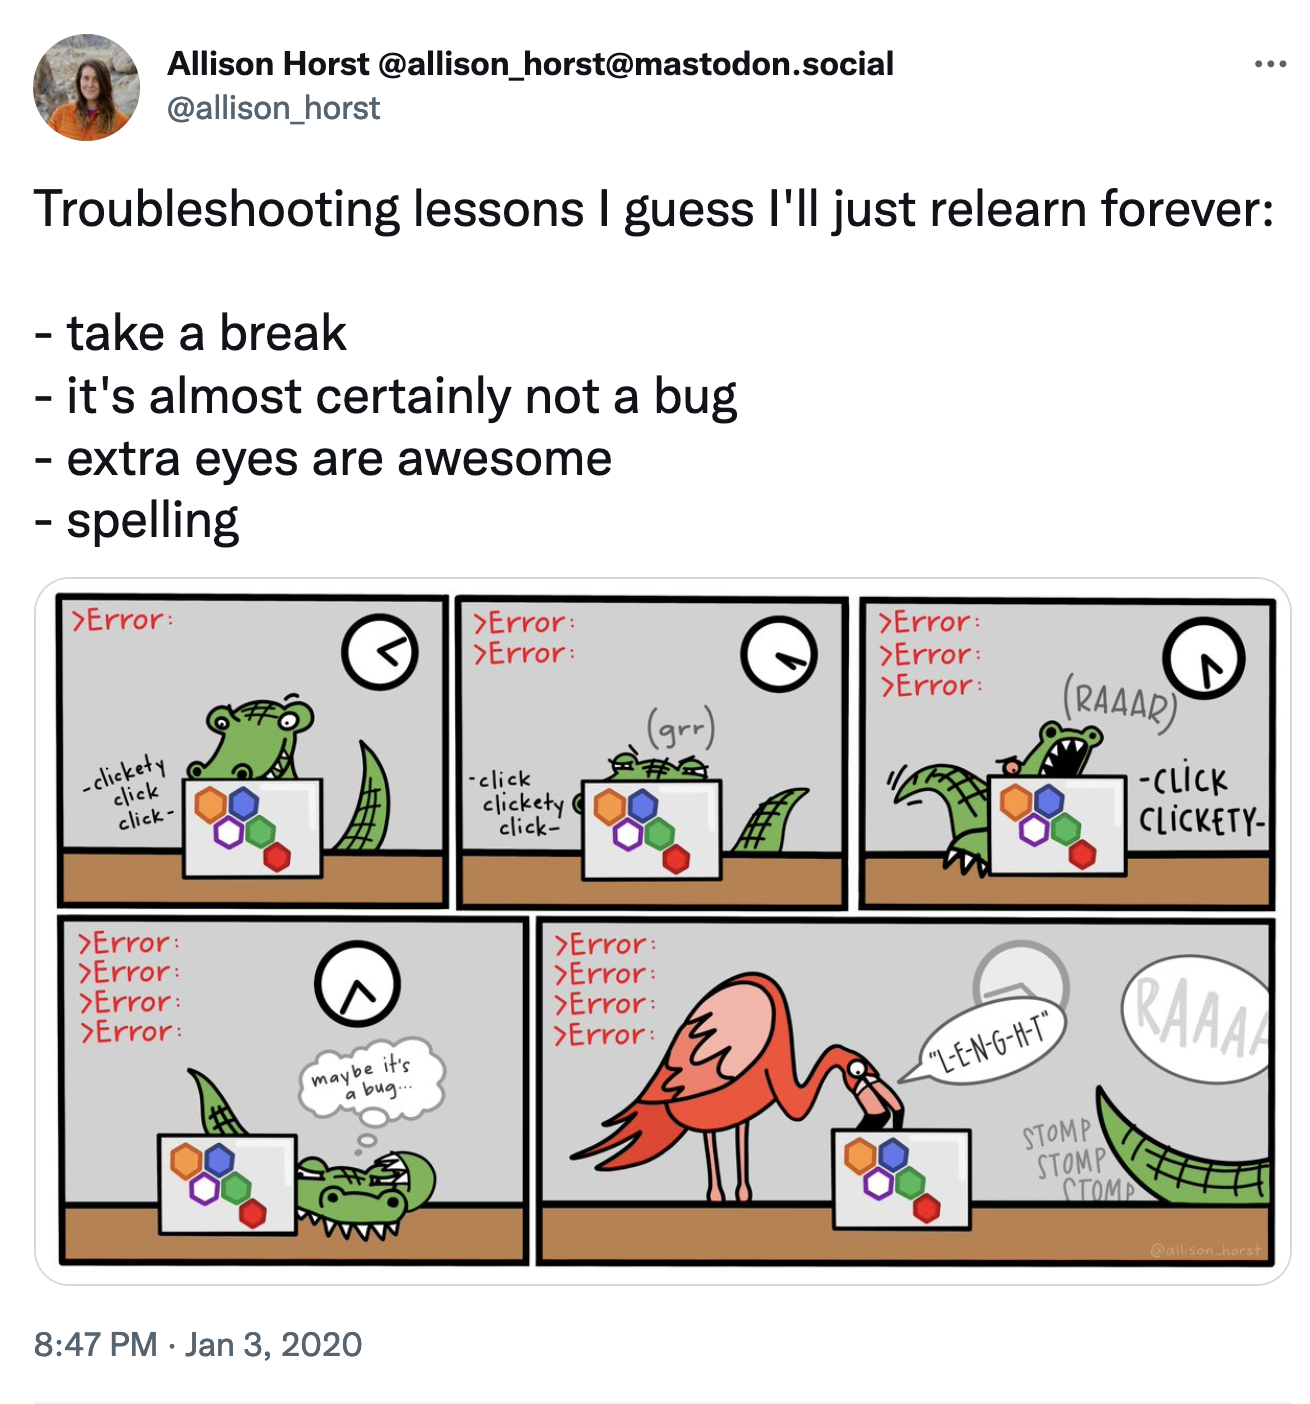 Allison Horst @allison_horst@mastodon.social
@allison_horst
Troubleshooting lessons I guess I'll just relearn forever:
- take a break
- it's almost certainly not a bug
- extra eyes are awesome
- spelling
>Error:
-clickety
click
click-
>Error:
>Error:
(grr)
-click
clickety
click-
>Error:
>Error:
>Error:
(RAAAR)
-CLICK
CLICKETY-
>Error:
>Error:
>Error:
>Error:
maybe it's
a bug...
>Error:
>Error:
>Error:
>Error:
"L-E-N-G-H-T"
RAAAA
STOMP
STOMP
STOMP
@allison_horst
8:47 PM · Jan 3, 2020